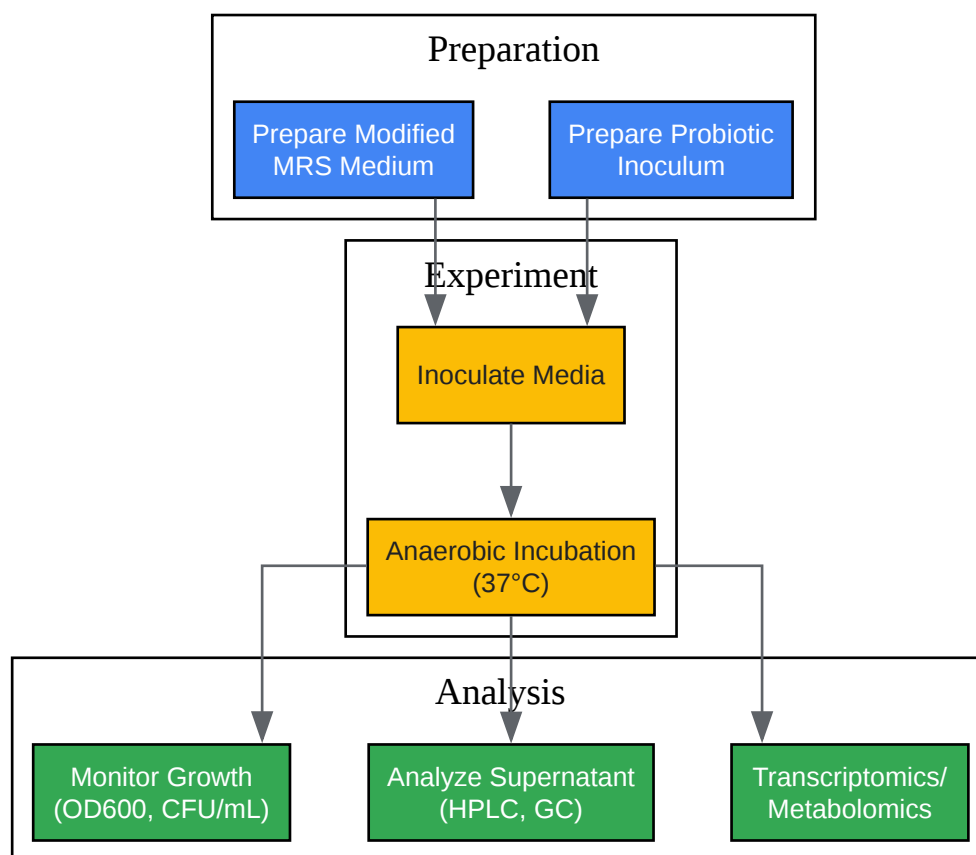 Preparation
Prepare Modified
MRS Medium
Prepare Probiotic
Inoculum
Experiment
Inoculate Media
Anaerobic Incubation
(37°C)
Analysis
Monitor Growth
(OD600, CFU/mL)
Analyze Supernatant
(HPLC, GC)
Transcriptomics/
Metabolomics